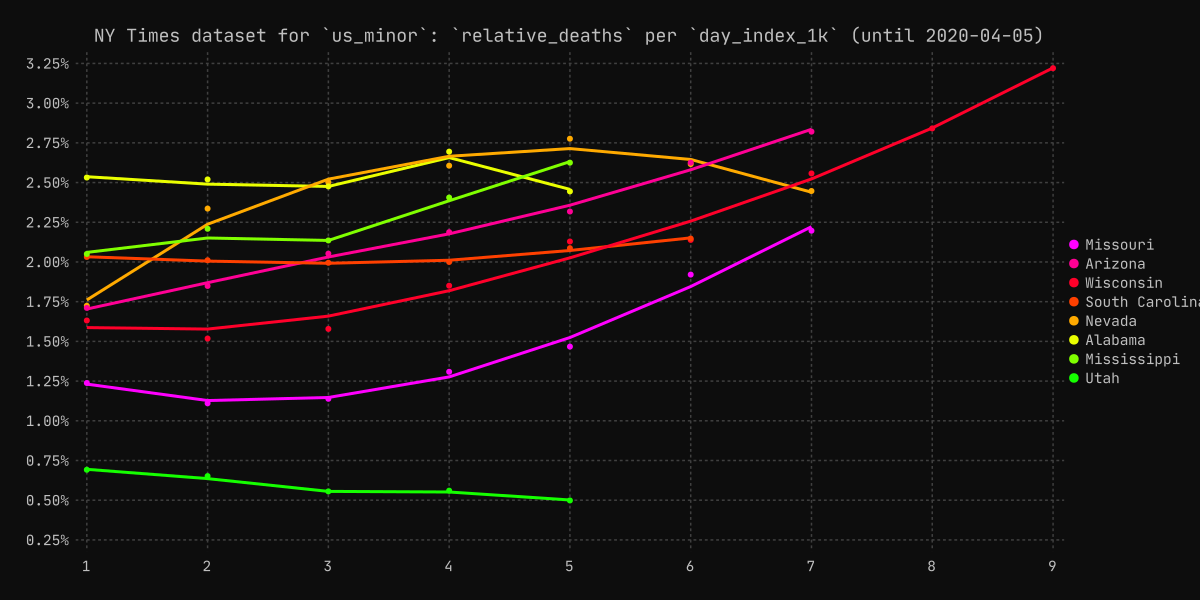 NY Times dataset for `us_minor`: `relative_deaths` per `day_index_1k` (until 2020-04-05)
3.25%
3.00%
2.75%
2.50%
2.25%
2.00%
1.75%
1.50%
1.25%
1.00%
0.75%
0.50%
0.25%
1 2 3 4 5 6 7 8 9
Missouri
Arizona
Wisconsin
South Carolina
Nevada
Alabama
Mississippi
Utah